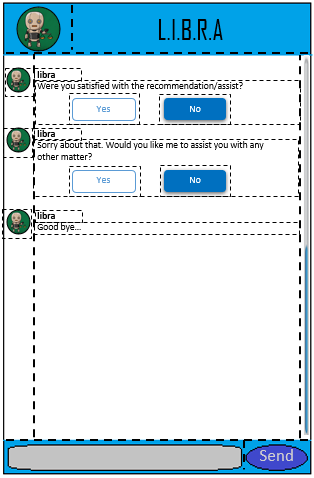 L.I.B.R.A
libra
Were you satisfied with the recommendation/assist?
Yes No
libra
Sorry about that. Would you like me to assist you with any
other matter?
Yes No
libra
Good bye...
Send